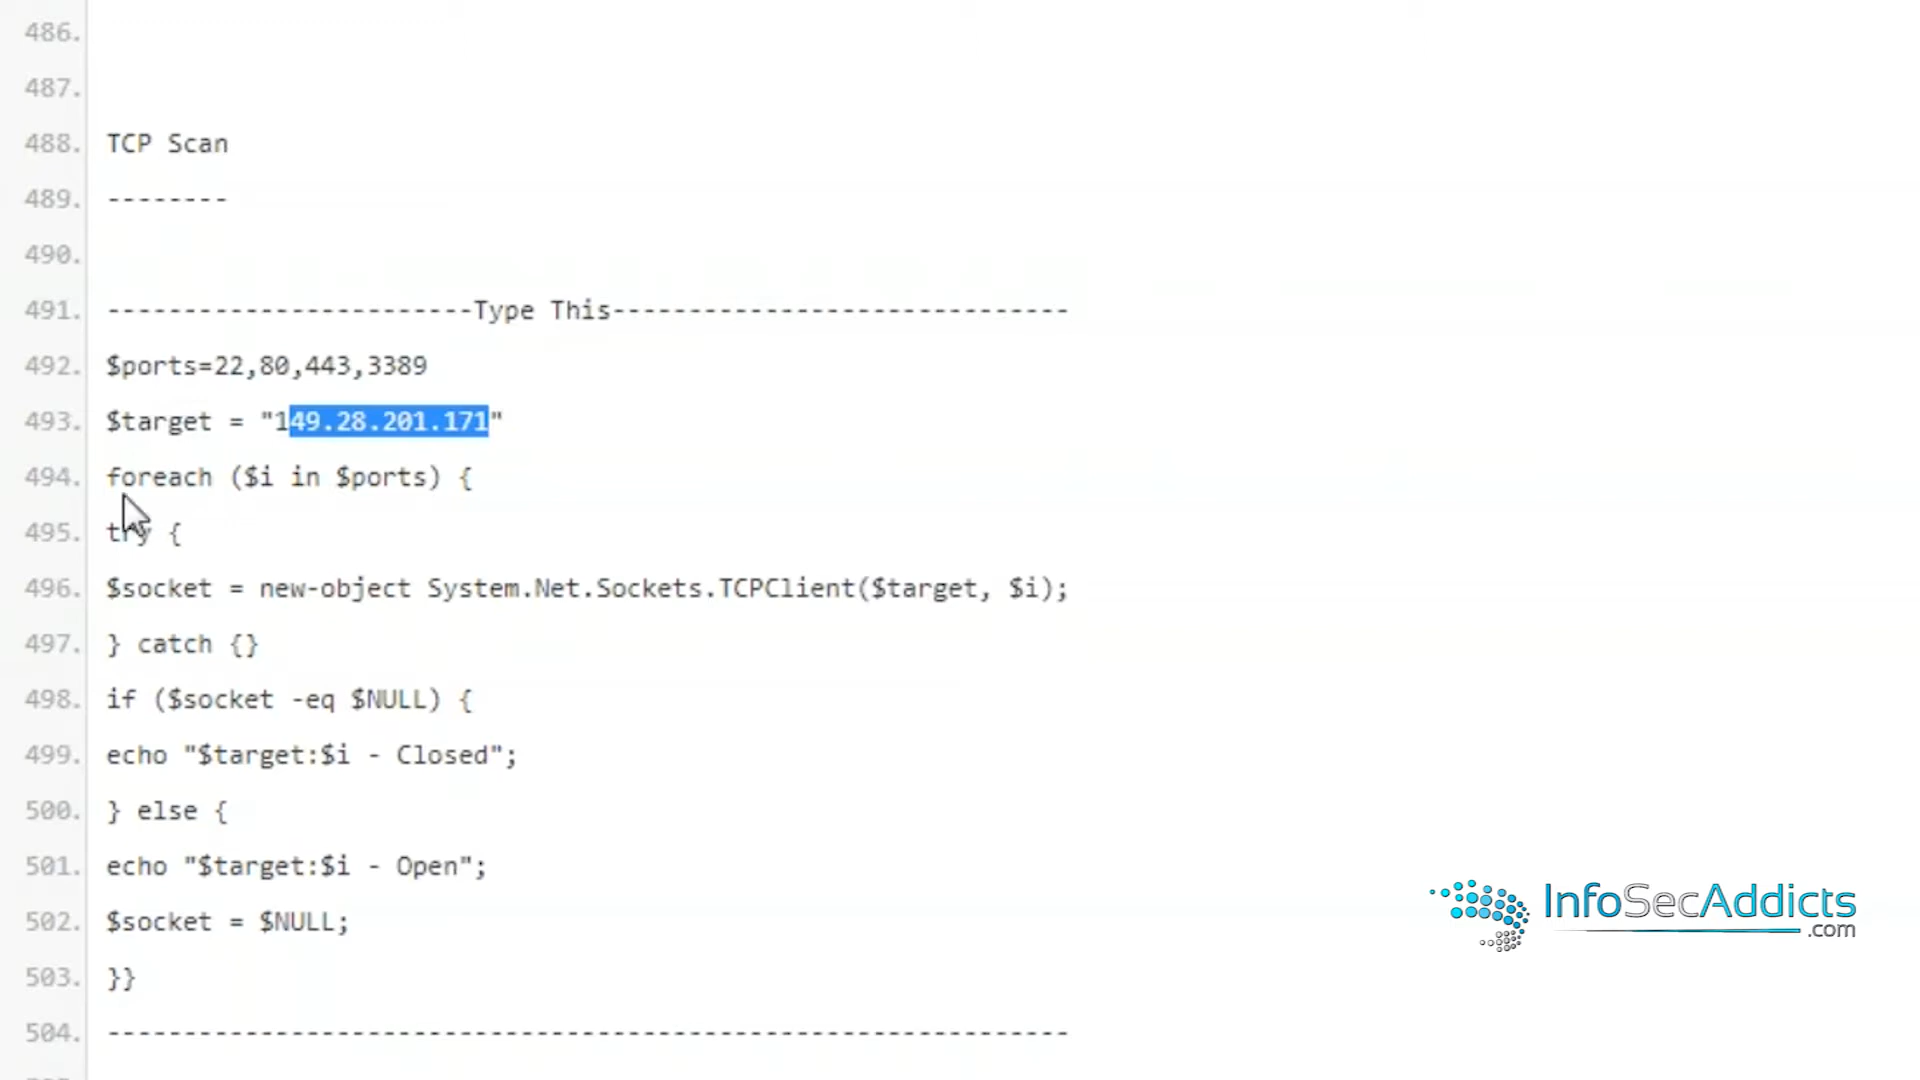 486.
487.
488. TCP Scan
489. --------
490.
491. ------------------------Type This------------------------------
492. $ports=22,80,443,3389
493. $target = "149.28.201.171"
494. foreach ($i in $ports) {
495. try {
496. $socket = new-object System.Net.Sockets.TCPClient($target, $i);
497. } catch {}
498. if ($socket -eq $NULL) {
499. echo "$target:$i - Closed";
500. } else {
501. echo "$target:$i - Open";
502. $socket = $NULL;
503. }}
504. ---------------------------------------------------------------
InfoSecAddicts
.com